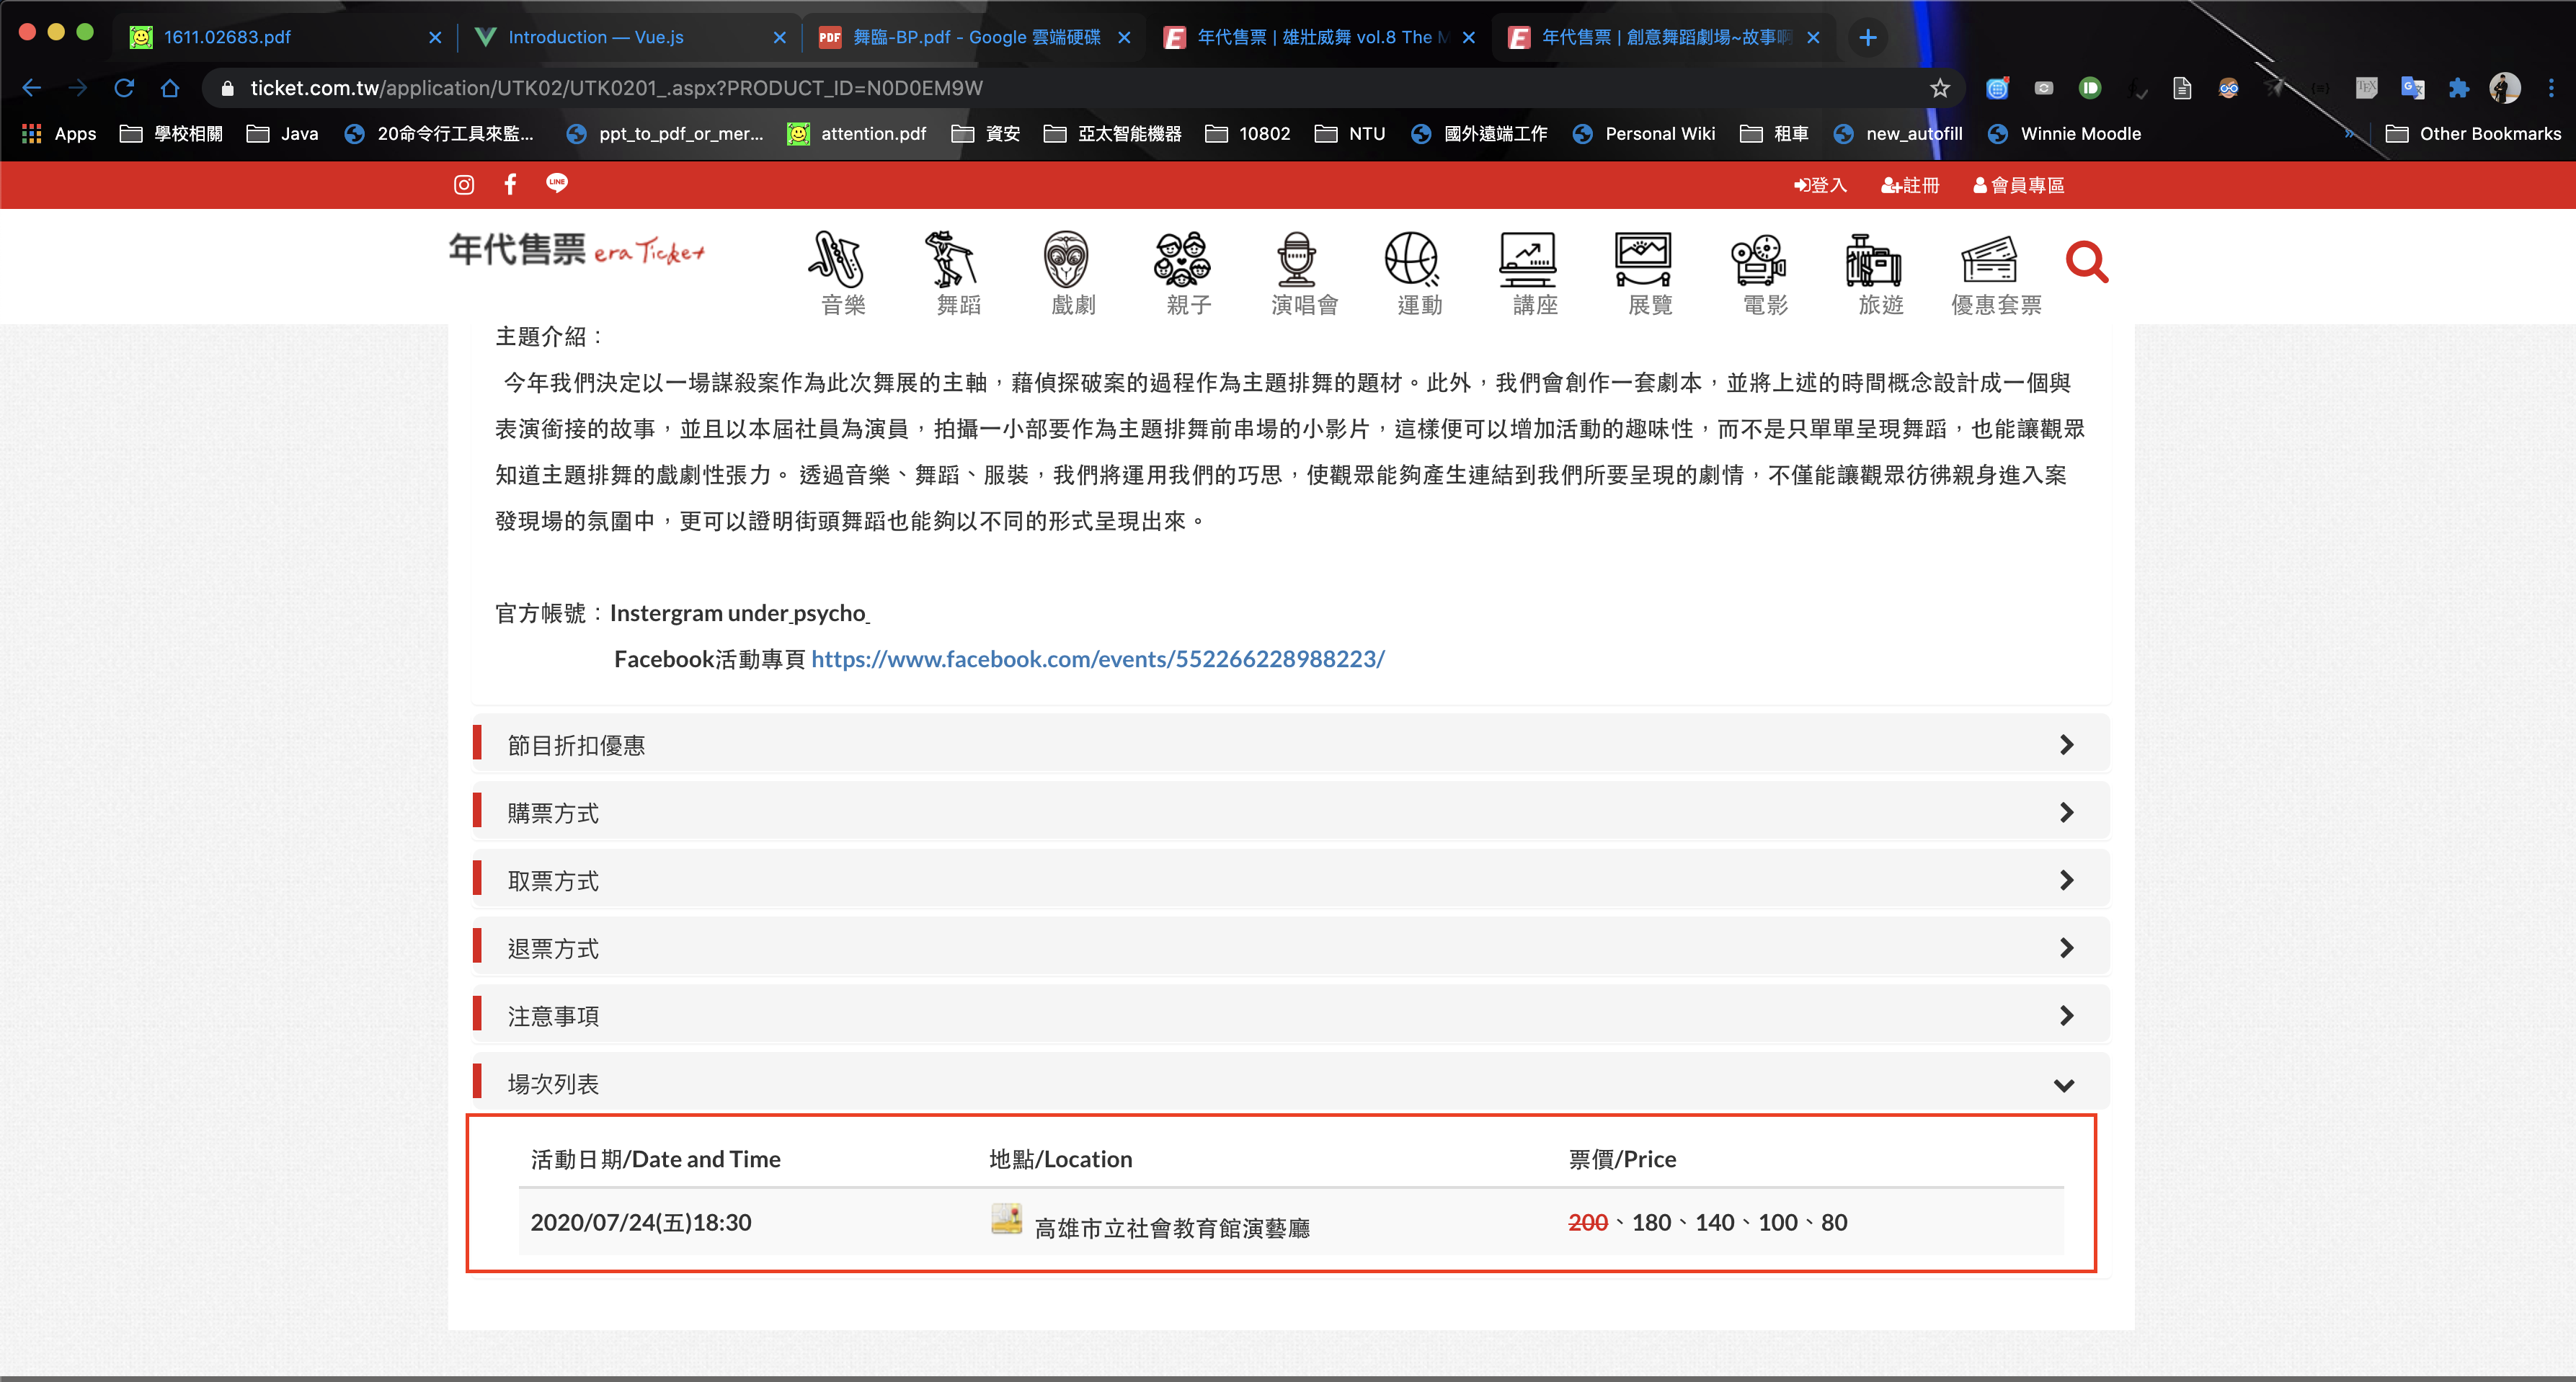 1611.02683.pdf
Introduction — Vue.js
PDF 舞臨-BP.pdf - Google 雲端硬碟
年代售票 | 雄壯威舞 vol.8 The M
年代售票 | 創意舞蹈劇場~故事啊
ticket.com.tw/application/UTK02/UTK0201_.aspx?PRODUCT_ID=N0D0EM9W
Apps 學校相關 Java 20命令行工具來監... ppt_to_pdf_or_mer... attention.pdf 資安 亞太智能機器 10802 NTU 國外遠端工作 Personal Wiki 租車 new_autofill Winnie Moodle » Other Bookmarks
LINE
登入 註冊 會員專區
年代售票 era Ticket
音樂 舞蹈 戲劇 親子 演唱會 運動 講座 展覽 電影 旅遊 優惠套票
主題介紹：
今年我們決定以一場謀殺案作為此次舞展的主軸，藉偵探破案的過程作為主題排舞的題材。此外，我們會創作一套劇本，並將上述的時間概念設計成一個與
表演銜接的故事，並且以本屆社員為演員，拍攝一小部要作為主題排舞前串場的小影片，這樣便可以增加活動的趣味性，而不是只單單呈現舞蹈，也能讓觀眾
知道主題排舞的戲劇性張力。 透過音樂、舞蹈、服裝，我們將運用我們的巧思，使觀眾能夠產生連結到我們所要呈現的劇情，不僅能讓觀眾彷彿親身進入案
發現場的氛圍中，更可以證明街頭舞蹈也能夠以不同的形式呈現出來。
官方帳號：Instergram under_psycho_
Facebook活動專頁 https://www.facebook.com/events/552266228988223/
節目折扣優惠
購票方式
取票方式
退票方式
注意事項
場次列表
活動日期/Date and Time 地點/Location 票價/Price
2020/07/24(五)18:30 高雄市立社會教育館演藝廳 200、180、140、100、80